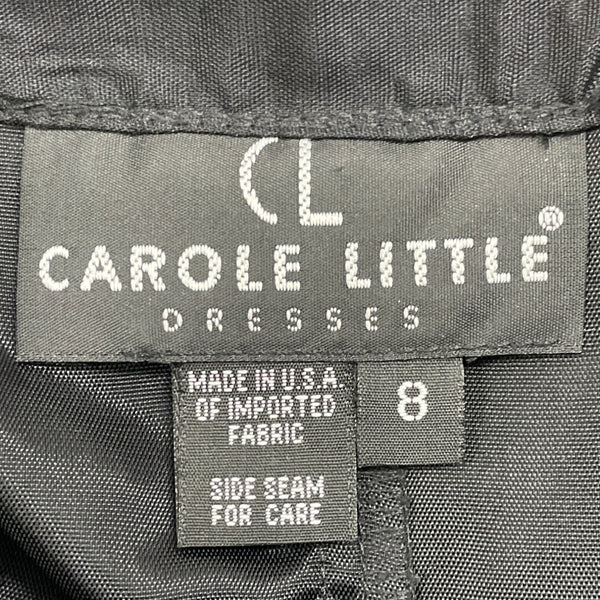 CL
CAROLE LITTLE®
DRESSES
MADE IN U.S.A.
OF IMPORTED
FABRIC
SIDE SEAM
FOR CARE
8